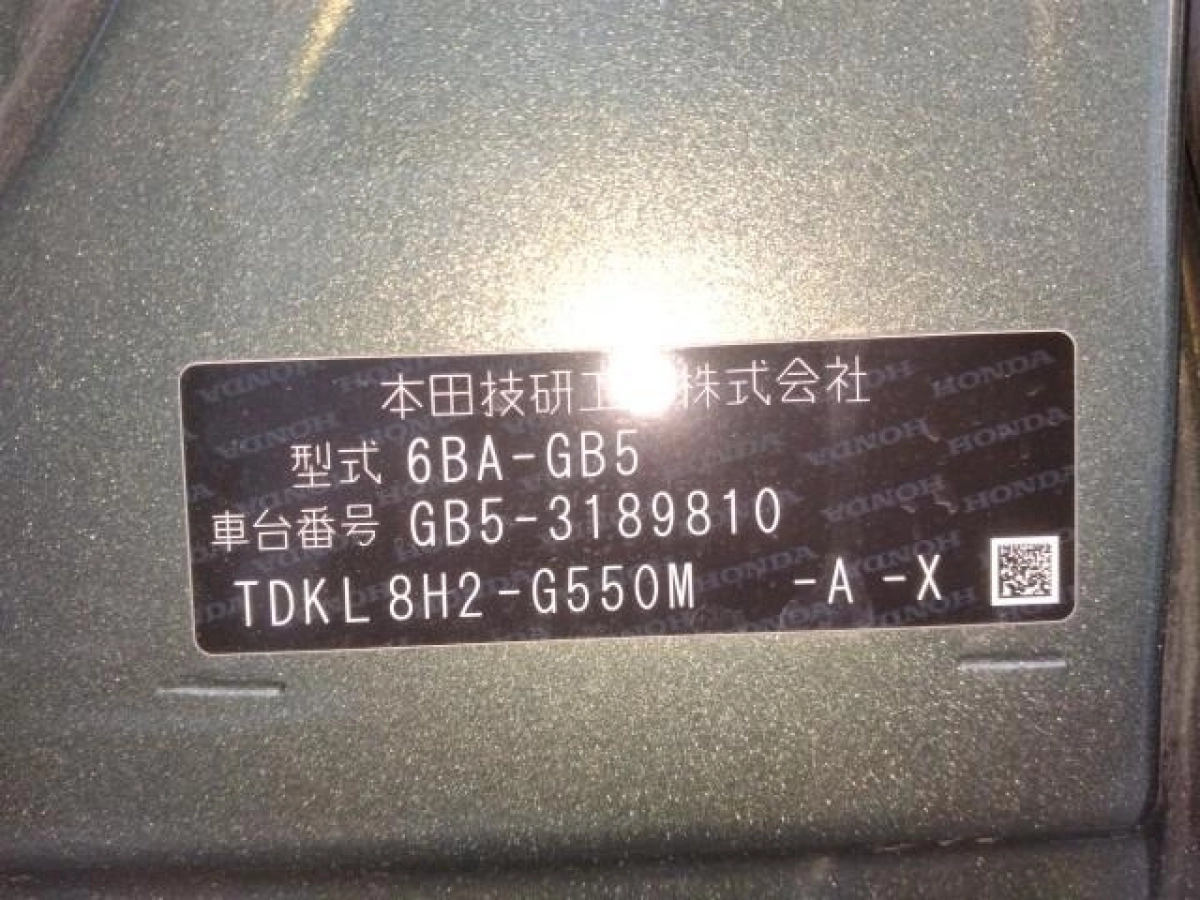 本田技研工 株式会社
型式 6BA-GB5
車台番号 GB5-3189810
TDKL8H2-G550M -A -X